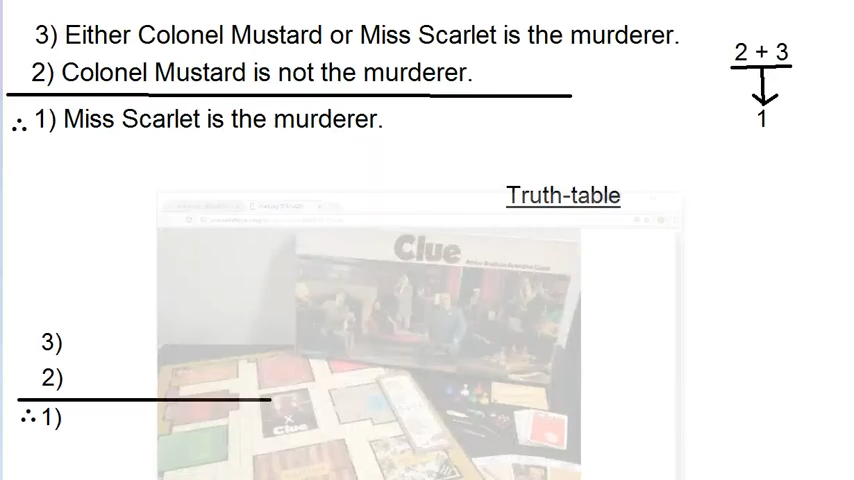 3) Either Colonel Mustard or Miss Scarlet is the murderer.
2) Colonel Mustard is not the murderer.
∴ 1) Miss Scarlet is the murderer.
2 + 3
1
Truth-table
Clue
3)
2)
∴ 1)
Clue